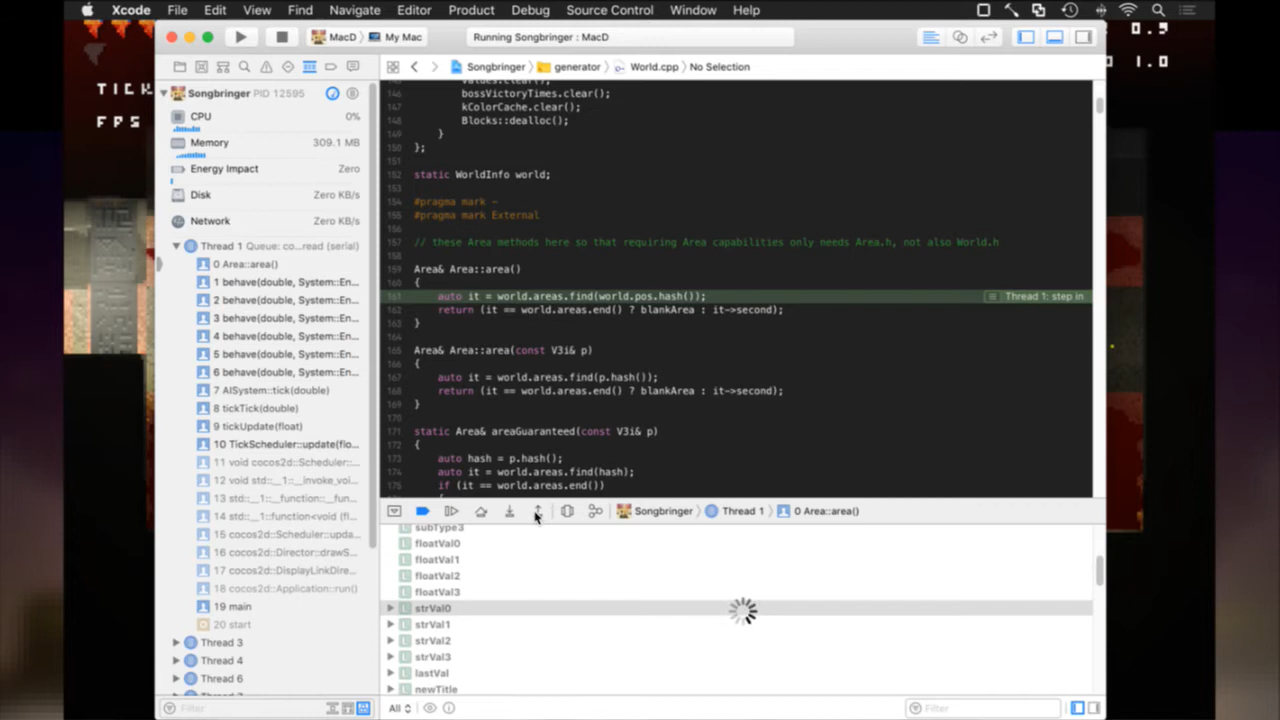 Xcode File Edit View Find Navigate Editor Product Debug Source Control Window Help
0.5
1.0
TICK
FPS
MacD My Mac
Running Songbringer : MacD
Songbringer generator World.cpp No Selection
Songbringer PID 12595
CPU 0%
Memory 309.1 MB
Energy Impact Zero
Disk Zero KB/s
Network Zero KB/s
Thread 1 Queue: co...read (serial)
0 Area::area()
1 behave(double, System::En...
2 behave(double, System::En...
3 behave(double, System::En...
4 behave(double, System::En...
5 behave(double, System::En...
6 behave(double, System::En...
7 AISystem::tick(double)
8 tickTick(double)
9 tickUpdate(float)
10 TickScheduler::update(flo...
11 void cocos2d::Scheduler:...
12 void std::__1::__invoke_voi...
13 std::__1::__function::__fun...
14 std::__1::function<void (fl...
15 cocos2d::Scheduler::upda...
16 cocos2d::Director::drawS...
17 cocos2d::DisplayLinkDire...
18 cocos2d::Application::run()
19 main
20 start
Thread 3
Thread 4
Thread 6
Filter
values.clear();
146 bossVictoryTimes.clear();
147 kColorCache.clear();
148 Blocks::dealloc();
149 }
150 };
151
152 static WorldInfo world;
153
154 #pragma mark -
155 #pragma mark External
156
157 // these Area methods here so that requiring Area capabilities only needs Area.h, not also World.h
158
159 Area& Area::area()
160 {
161 auto it = world.areas.find(world.pos.hash()); Thread 1: step in
162 return (it == world.areas.end() ? blankArea : it->second);
163 }
164
165 Area& Area::area(const V3i& p)
166 {
167 auto it = world.areas.find(p.hash());
168 return (it == world.areas.end() ? blankArea : it->second);
169 }
170
171 static Area& areaGuaranteed(const V3i& p)
172 {
173 auto hash = p.hash();
174 auto it = world.areas.find(hash);
175 if (it == world.areas.end())
Songbringer Thread 1 0 Area::area()
subType3
floatVal0
floatVal1
floatVal2
floatVal3
strVal0
strVal1
strVal2
strVal3
lastVal
newTitle
All
Filter